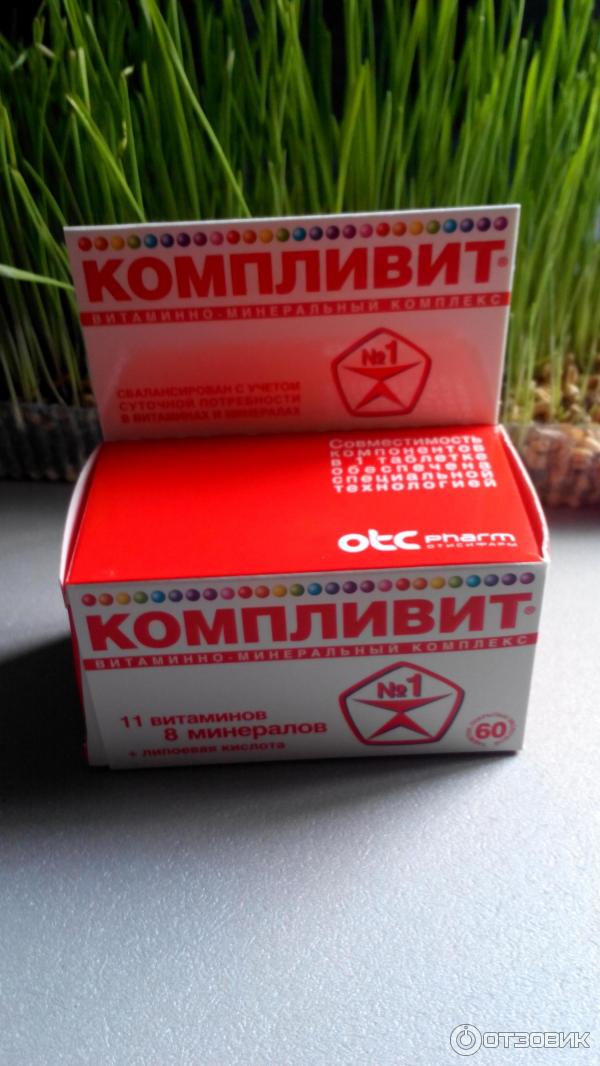 КОМПЛИВИТ®
ВИТАМИННО-МИНЕРАЛЬНЫЙ КОМПЛЕКС
№1
СБАЛАНСИРОВАН С УЧЕТОМ
СУТОЧНОЙ ПОТРЕБНОСТИ
В ВИТАМИНАХ И МИНЕРАЛАХ
Совместимость
компонентов
в 1 таблетке
обеспечена
специальной
технологией
otc pharm
ОТИСИФАРМ
КОМПЛИВИТ®
ВИТАМИННО-МИНЕРАЛЬНЫЙ КОМПЛЕКС
№1
11 витаминов
8 минералов
+ липоевая кислота
60
ОТЗОВИК